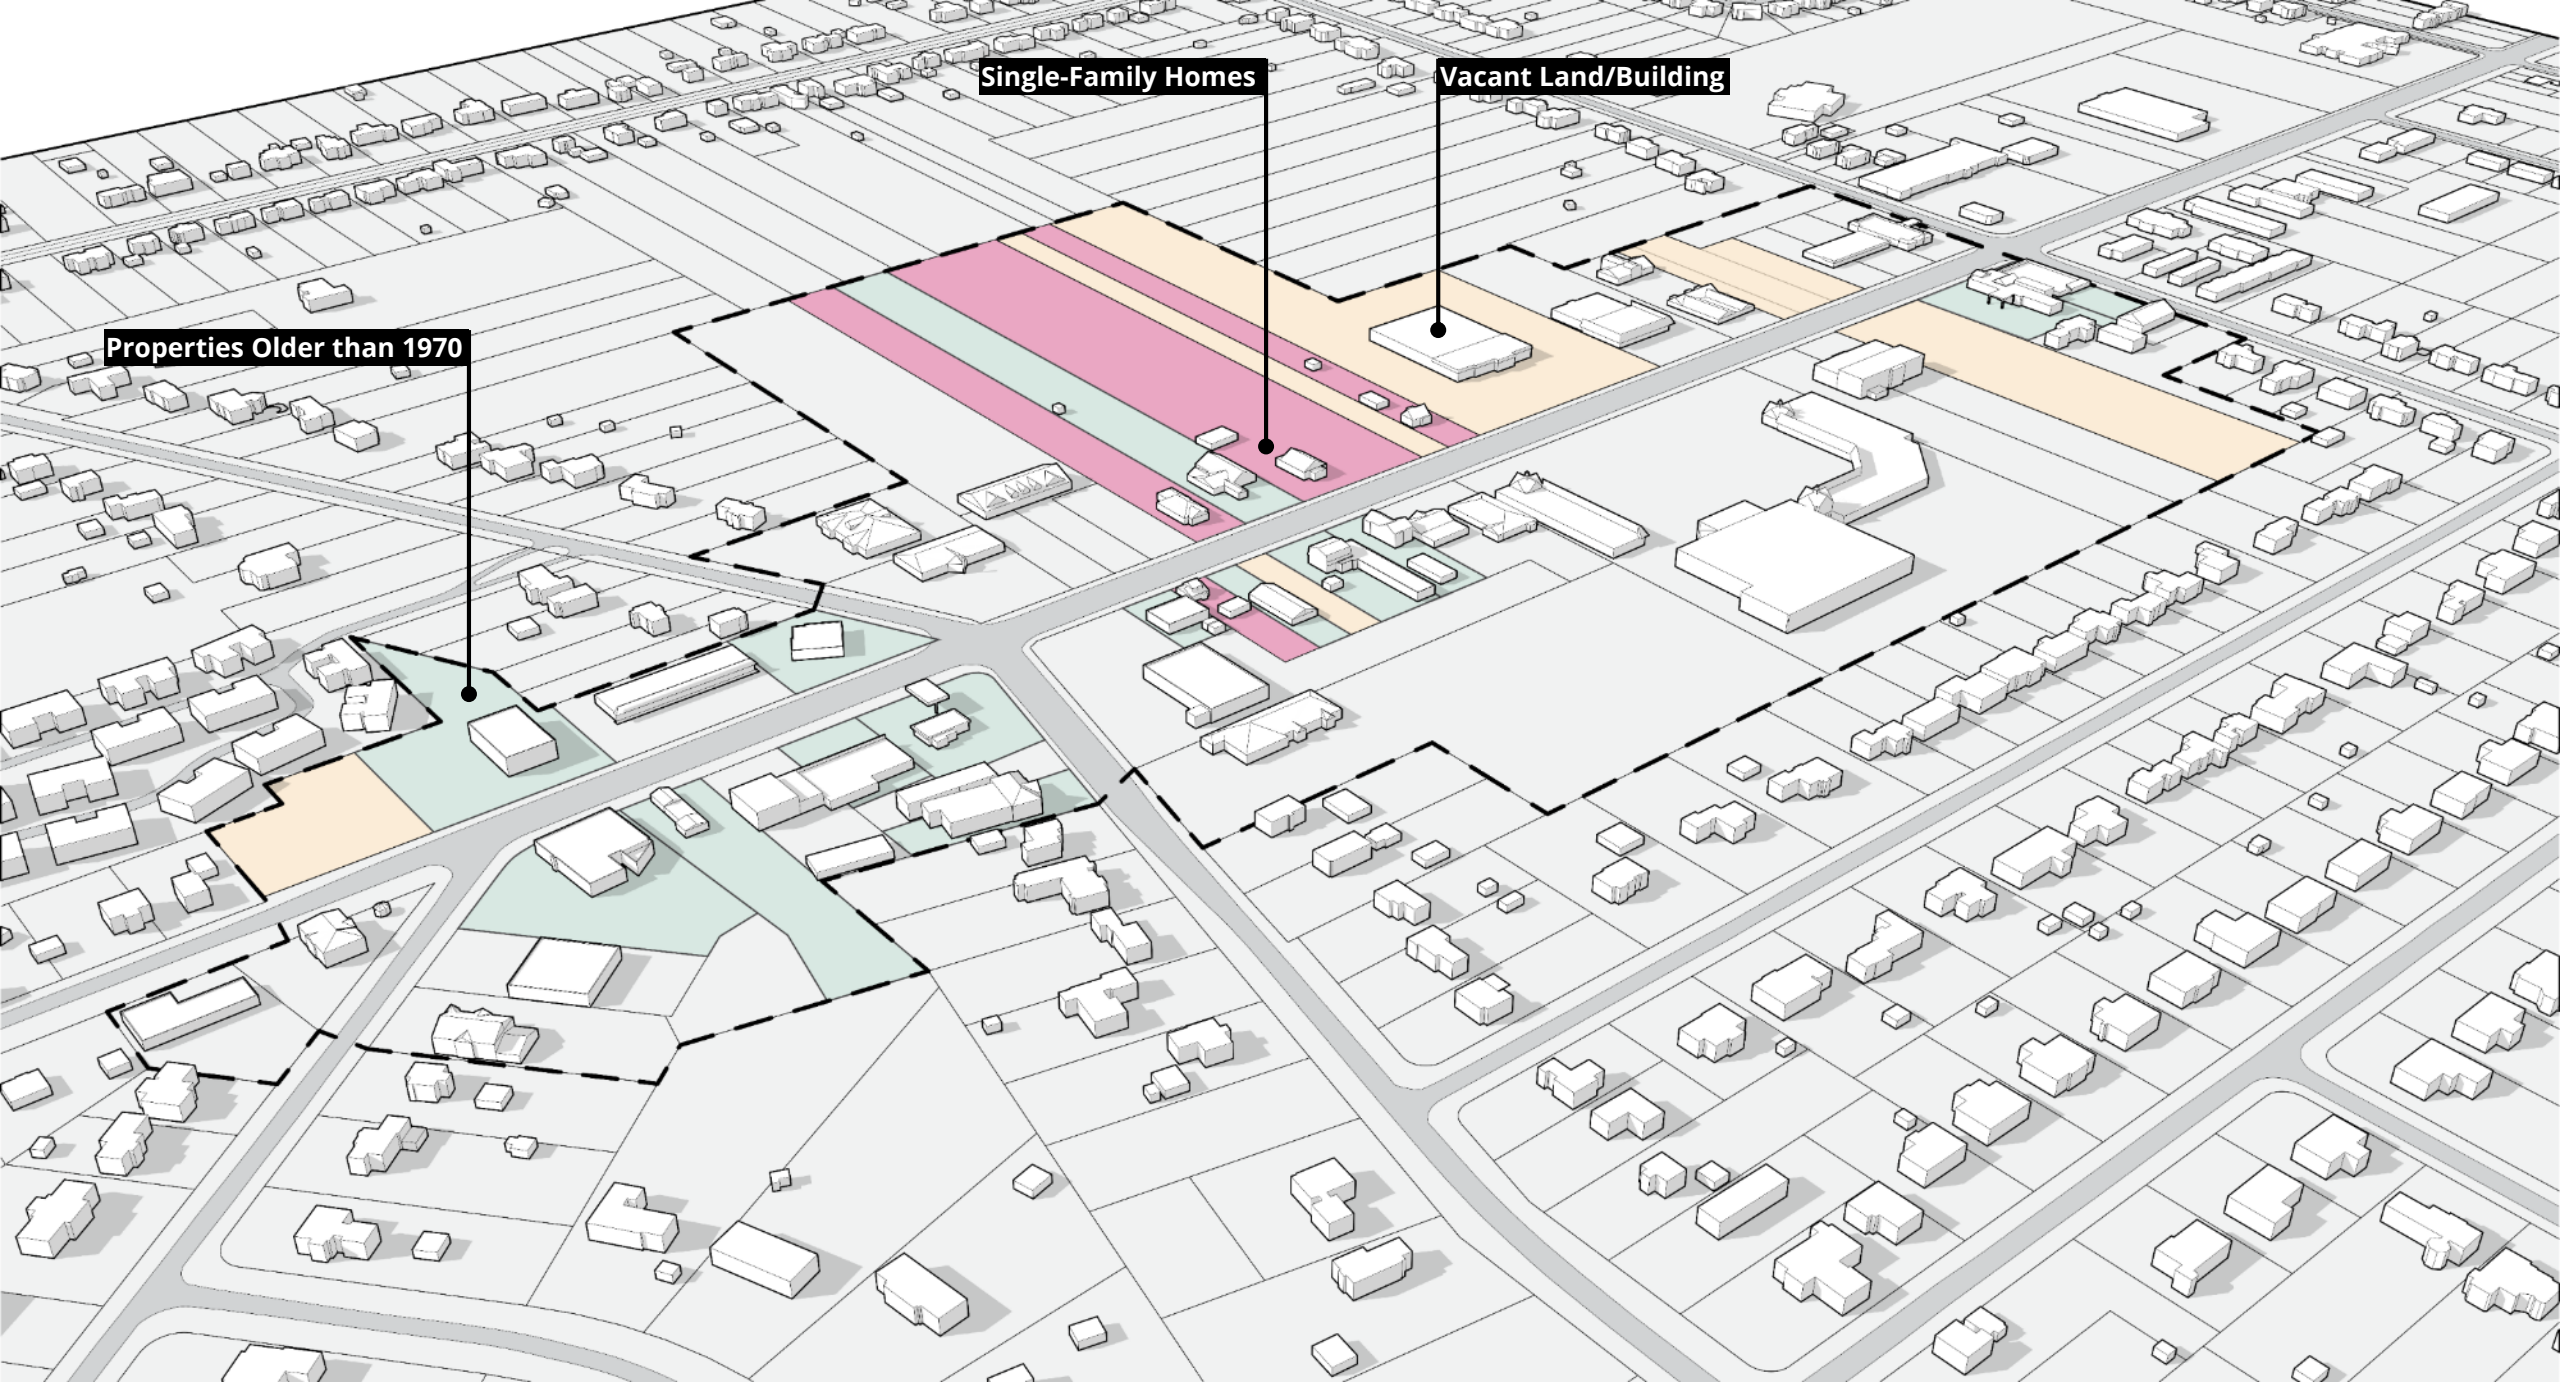 Single-Family Homes
Vacant Land/Building
Properties Older than 1970